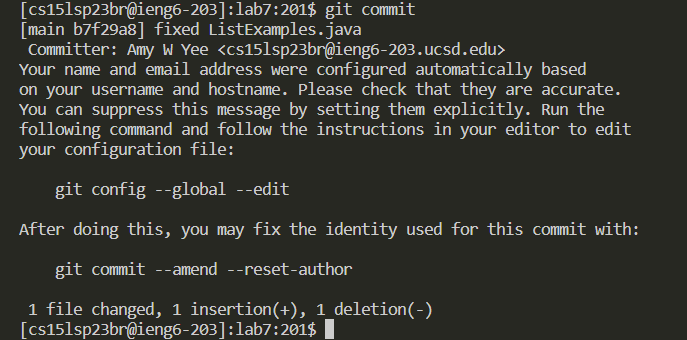 [cs15lsp23br@ieng6-203]:lab7:201$ git commit
[main b7f29a8] fixed ListExamples.java
 Committer: Amy W Yee <cs15lsp23br@ieng6-203.ucsd.edu>
Your name and email address were configured automatically based
on your username and hostname. Please check that they are accurate.
You can suppress this message by setting them explicitly. Run the
following command and follow the instructions in your editor to edit
your configuration file:

    git config --global --edit

After doing this, you may fix the identity used for this commit with:

    git commit --amend --reset-author

 1 file changed, 1 insertion(+), 1 deletion(-)
[cs15lsp23br@ieng6-203]:lab7:201$